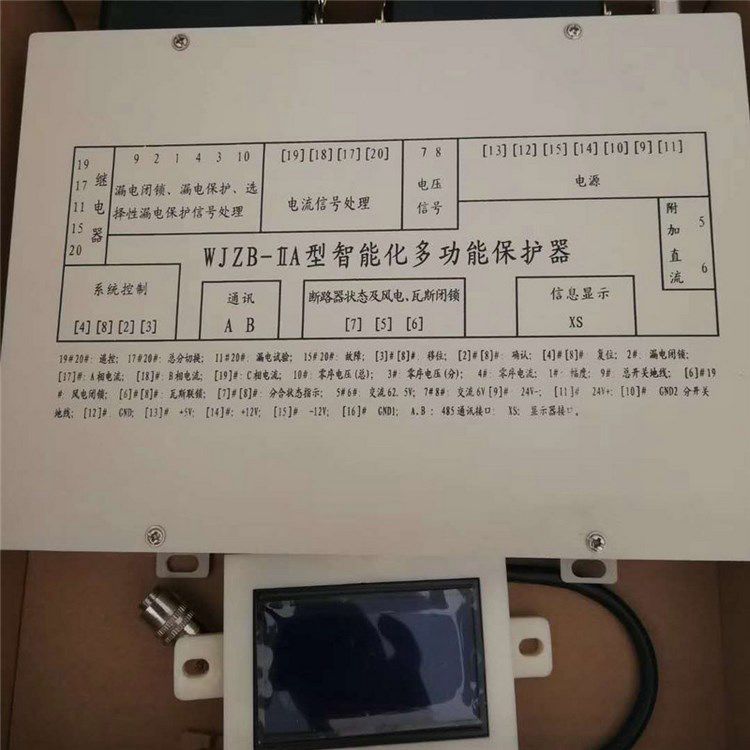 19
17
11
15
20
继电器
9 2 1 4 3 10
漏电闭锁、漏电保护、选
择性漏电保护信号处理
[19] [18] [17] [20]
电流信号处理
7 8
电压
信号
[13] [12] [15] [14] [10] [9] [11]
电源
附加直流
5
6
WJZB-ⅡA型智能化多功能保护器
系统控制
[4] [8] [2] [3]
通讯
A B
断路器状态及风电、瓦斯闭锁
[7] [5] [6]
信息显示
XS
19#20#: 遥控; 17#20#: 总分切换; 11#20#: 漏电试验; 15#20#: 故障; [3]#[8]#: 移位; [2]#[8]#: 确认; [4]#[8]#: 复位; 2#: 漏电闭锁;
[17]#: A相电流; [18]#: B相电流; [19]#: C相电流; 10#: 零序电压(总); 3#: 零序电压(分); 4#: 零序电流; 1#: 幅度; 9#: 总开关地线; [6]#19
#: 风电闭锁; [6]#[8]#: 瓦斯联锁; [7]#[8]#: 分合状态指示; 5#6#: 交流62.5V; 7#8#: 交流6V [9]#: 24V-; [11]#: 24V+; [10]#: GND2 分开关
地线; [12]#: GND; [13]#: +5V; [14]#: +12V; [15]#: -12V; [16]#: GND1; A.B: 485通讯接口; XS: 显示器接口。